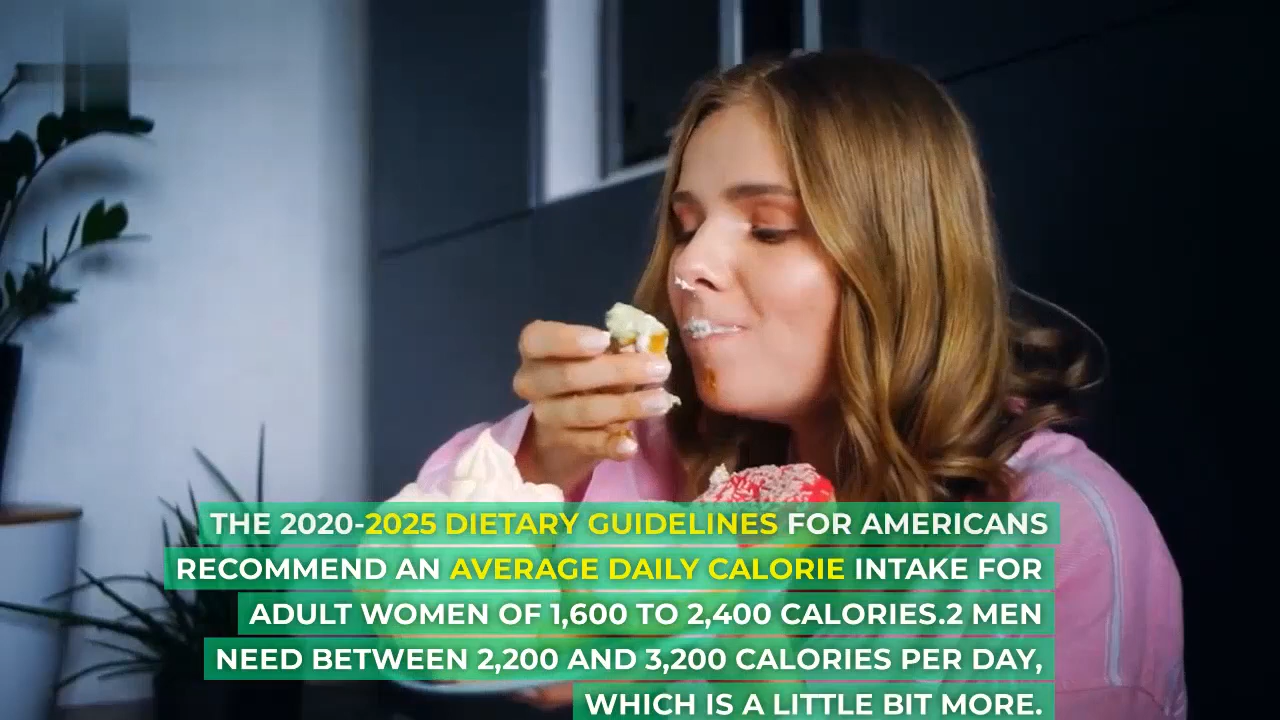 THE 2020-2025 DIETARY GUIDELINES FOR AMERICANS
RECOMMEND AN AVERAGE DAILY CALORIE INTAKE FOR
ADULT WOMEN OF 1,600 TO 2,400 CALORIES.2 MEN
NEED BETWEEN 2,200 AND 3,200 CALORIES PER DAY,
WHICH IS A LITTLE BIT MORE.